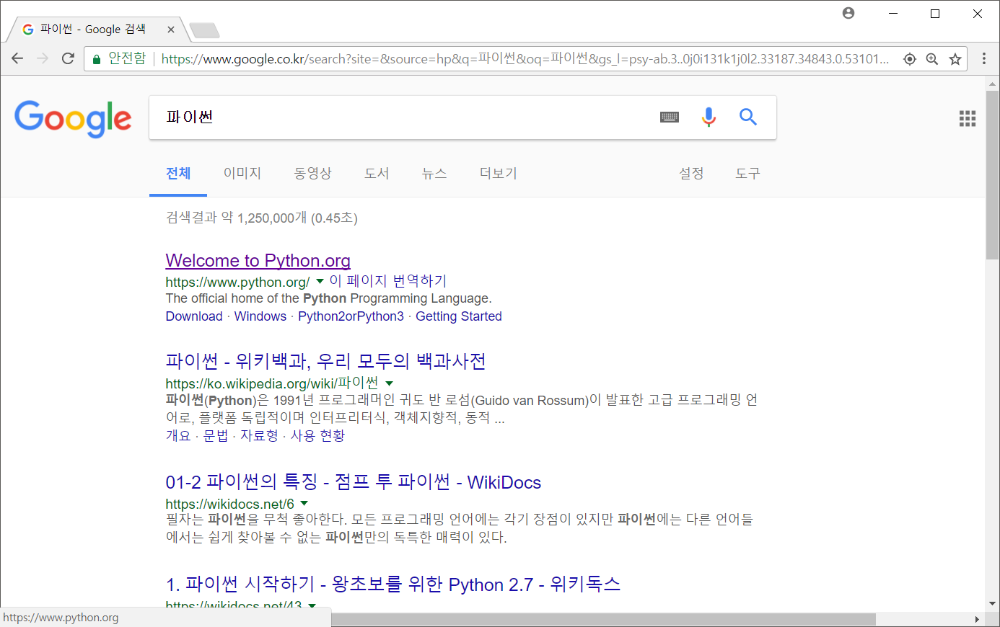 파이썬 - Google 검색
안전함 | https://www.google.co.kr/search?site=&source=hp&q=파이썬&oq=파이썬&gs_l=psy-ab.3..0j0i131k1j0l2.33187.34843.0.53101...
Google 파이썬
전체 이미지 동영상 도서 뉴스 더보기 설정 도구
검색결과 약 1,250,000개 (0.45초)
Welcome to Python.org
https://www.python.org/ ▼ 이 페이지 번역하기
The official home of the Python Programming Language.
Download · Windows · Python2orPython3 · Getting Started
파이썬 - 위키백과, 우리 모두의 백과사전
https://ko.wikipedia.org/wiki/파이썬 ▼
파이썬(Python)은 1991년 프로그래머인 귀도 반 로섬(Guido van Rossum)이 발표한 고급 프로그래밍 언
어로, 플랫폼 독립적이며 인터프리터식, 객체지향적, 동적 ...
개요 · 문법 · 자료형 · 사용 현황
01-2 파이썬의 특징 - 점프 투 파이썬 - WikiDocs
https://wikidocs.net/6 ▼
필자는 파이썬을 무척 좋아한다. 모든 프로그래밍 언어에는 각기 장점이 있지만 파이썬에는 다른 언어들
에서는 쉽게 찾아볼 수 없는 파이썬만의 독특한 매력이 있다.
1. 파이썬 시작하기 - 왕초보를 위한 Python 2.7 - 위키독스
https://wikidocs.net/43 ▼
https://www.python.org